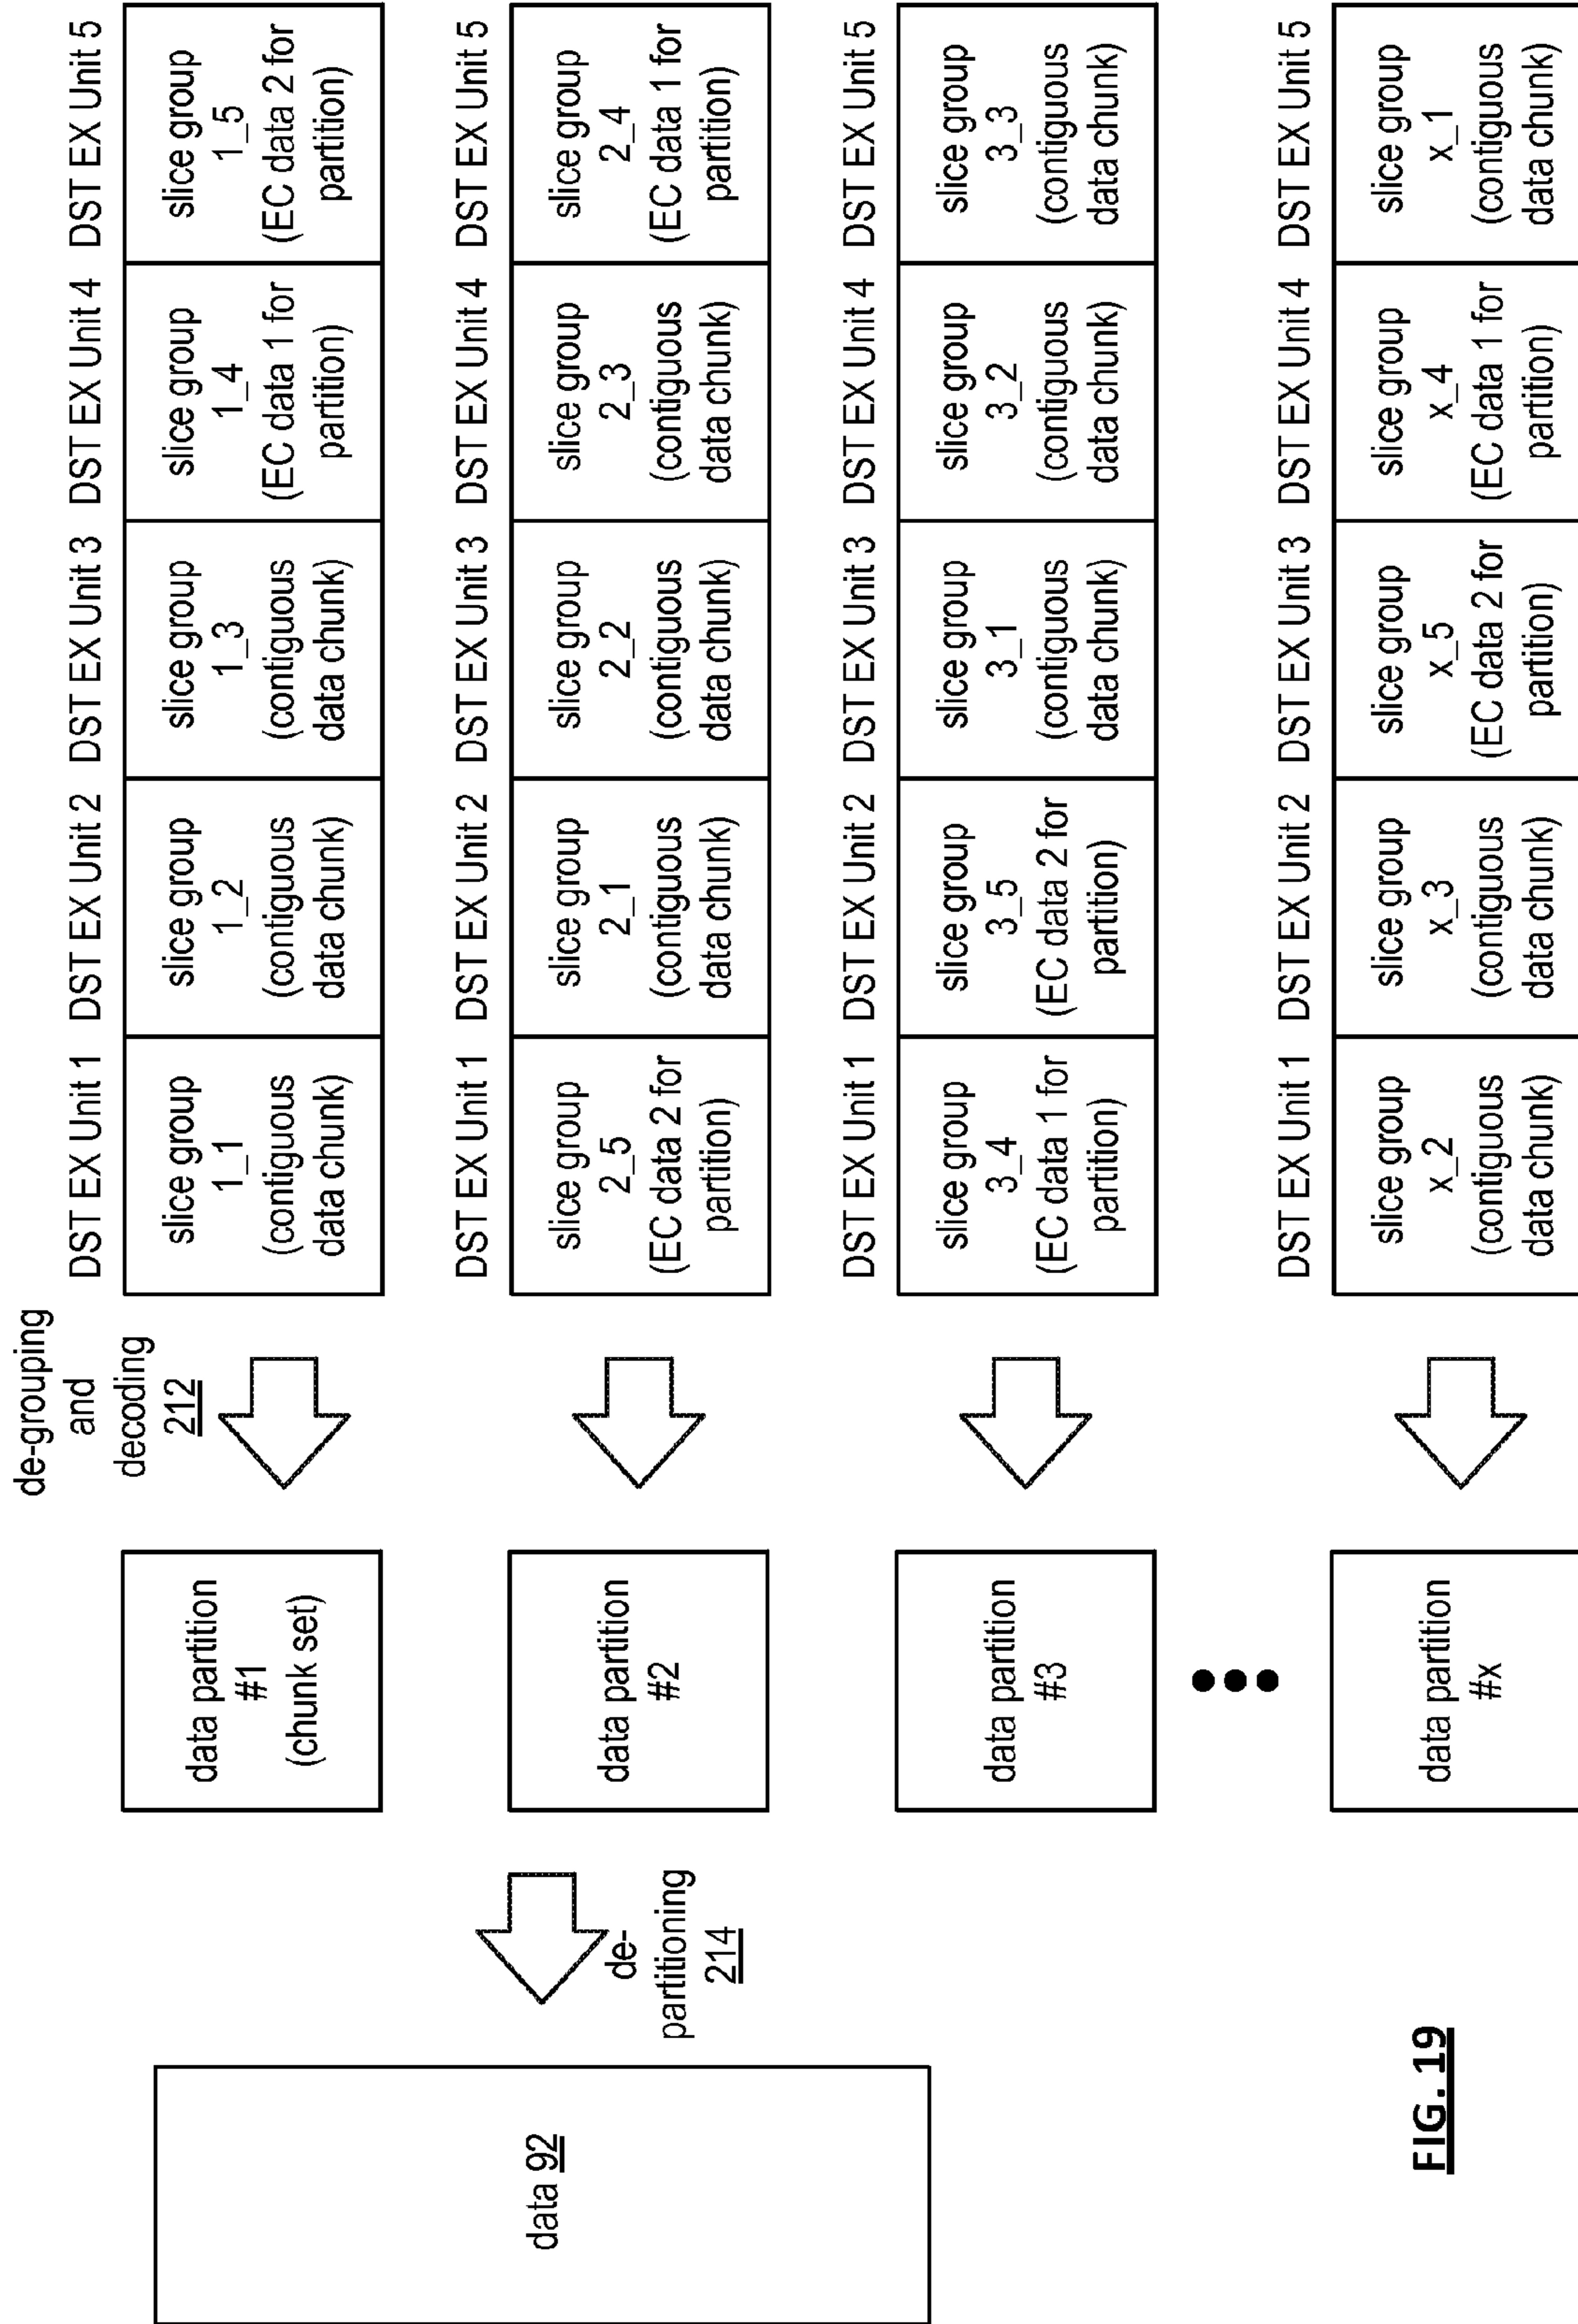 de-grouping
and
decoding
212
DST EX Unit 1 DST EX Unit 2 DST EX Unit 3 DST EX Unit 4 DST EX Unit 5
data 92
de-
partitioning
214
data partition
#1
(chunk set)
slice group
1_1
(contiguous
data chunk)
slice group
1_2
(contiguous
data chunk)
slice group
1_3
(contiguous
data chunk)
slice group
1_4
(EC data 1 for
partition)
slice group
1_5
(EC data 2 for
partition)
DST EX Unit 1 DST EX Unit 2 DST EX Unit 3 DST EX Unit 4 DST EX Unit 5
data partition
#2
slice group
2_5
(EC data 2 for
partition)
slice group
2_1
(contiguous
data chunk)
slice group
2_2
(contiguous
data chunk)
slice group
2_3
(contiguous
data chunk)
slice group
2_4
(EC data 1 for
partition)
DST EX Unit 1 DST EX Unit 2 DST EX Unit 3 DST EX Unit 4 DST EX Unit 5
data partition
#3
slice group
3_4
(EC data 1 for
partition)
slice group
3_5
(EC data 2 for
partition)
slice group
3_1
(contiguous
data chunk)
slice group
3_2
(contiguous
data chunk)
slice group
3_3
(contiguous
data chunk)
DST EX Unit 1 DST EX Unit 2 DST EX Unit 3 DST EX Unit 4 DST EX Unit 5
data partition
#x
slice group
x_2
(contiguous
data chunk)
slice group
x_3
(contiguous
data chunk)
slice group
x_5
(EC data 2 for
partition)
slice group
x_4
(EC data 1 for
partition)
slice group
x_1
(contiguous
data chunk)
FIG. 19